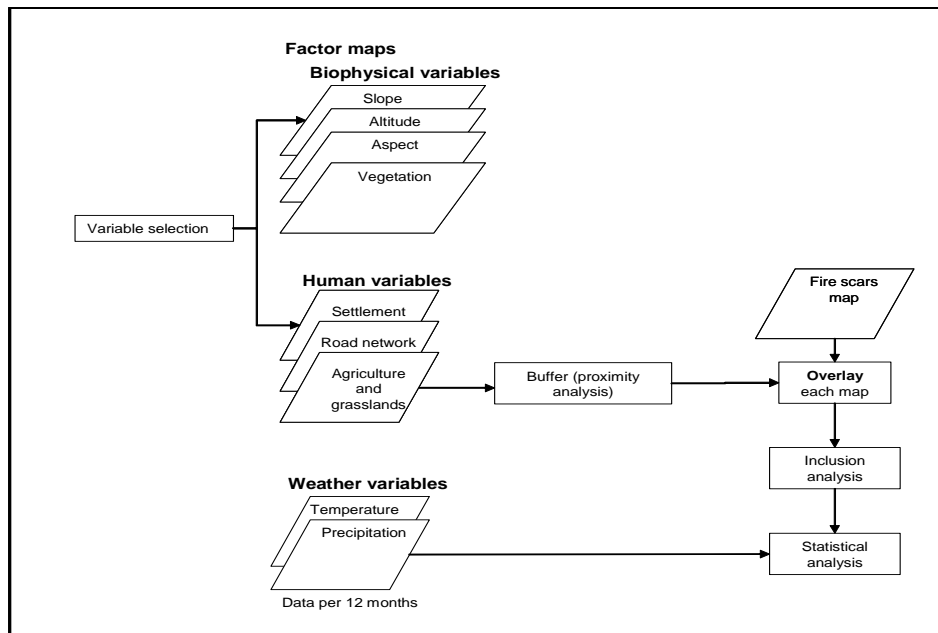 Factor maps
Biophysical variables
Slope
Altitude
Aspect
Vegetation
Variable selection
Human variables
Settlement
Road network
Agriculture
and
grasslands
Buffer (proximity
analysis)
Fire scars
map
Overlay
each map
Inclusion
analysis
Weather variables
Temperature
Precipitation
Statistical
analysis
Data per 12 months